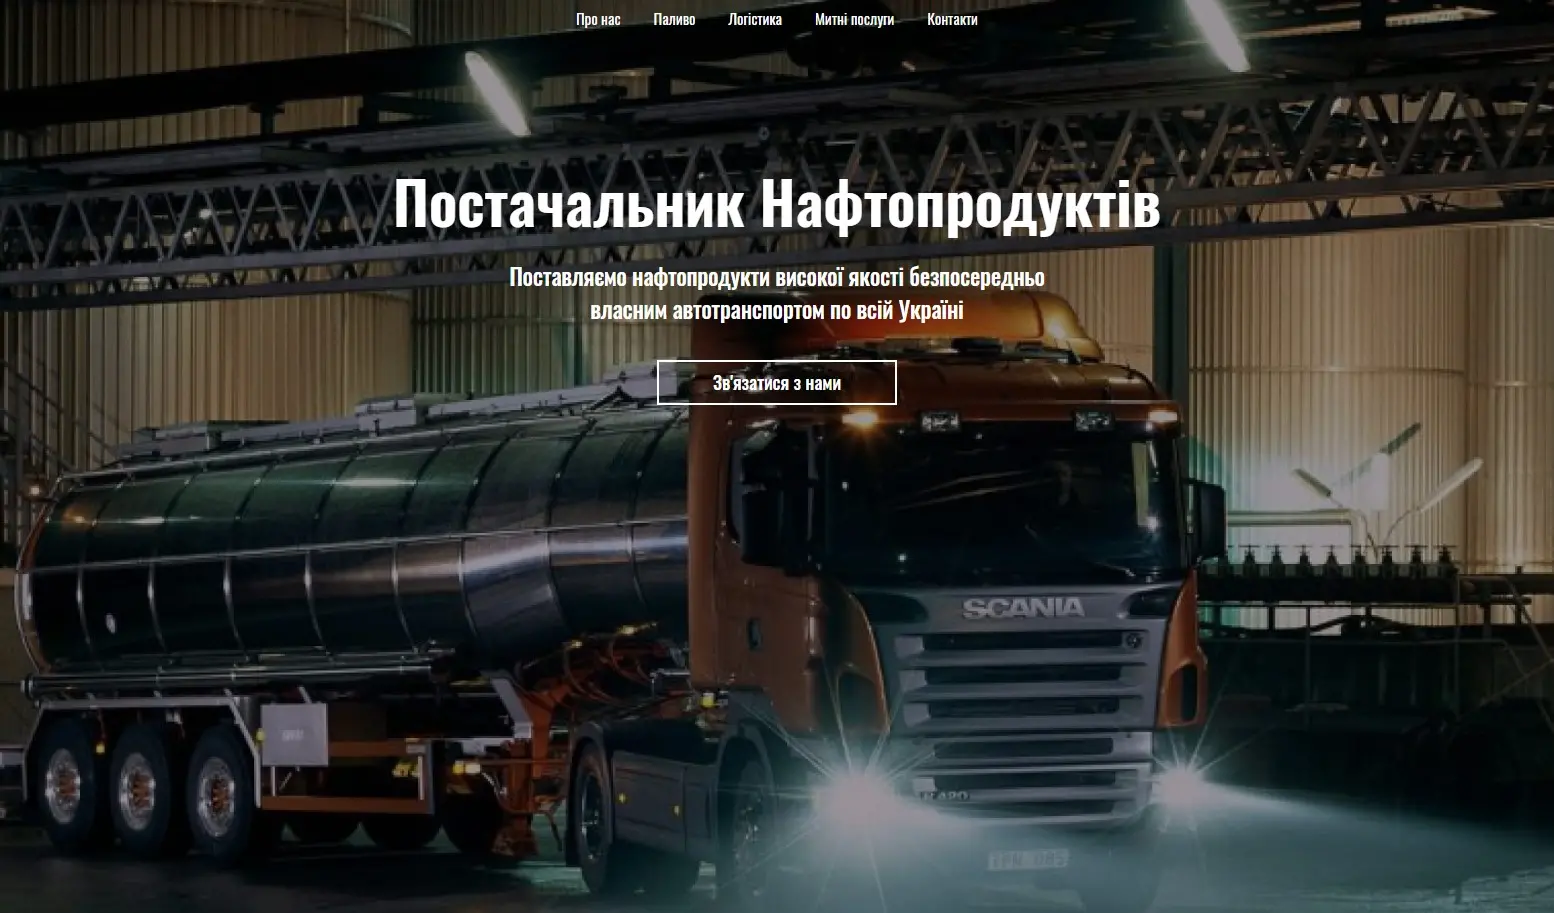 Про нас Паливо Логістика Митні послуги Контакти
Постачальник Нафтопродуктів
Поставляємо нафтопродукти високої якості безпосередньо
власним автотранспортом по всій Україні
Зв'язатися з нами
SCANIA